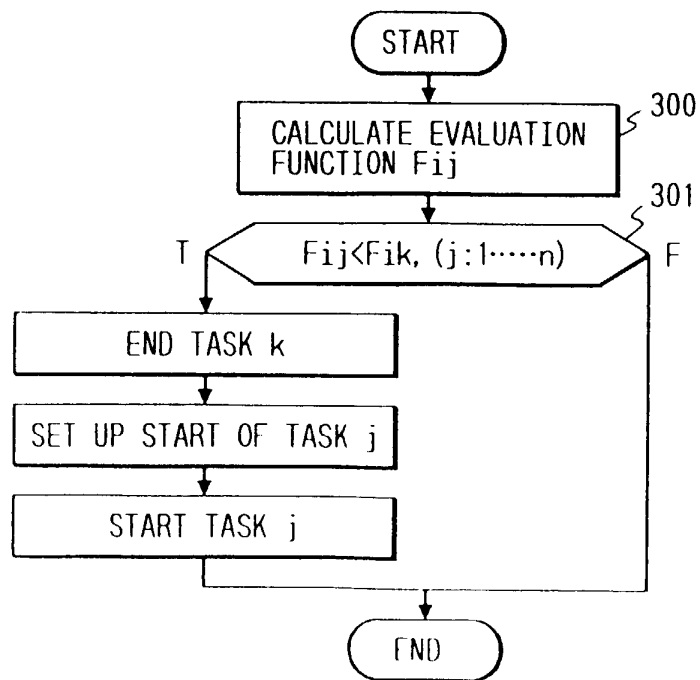 START
300
CALCULATE EVALUATION
FUNCTION Fij
301
T
Fij<Fik, (j:1·····n)
F
END TASK k
SET UP START OF TASK j
START TASK j
END